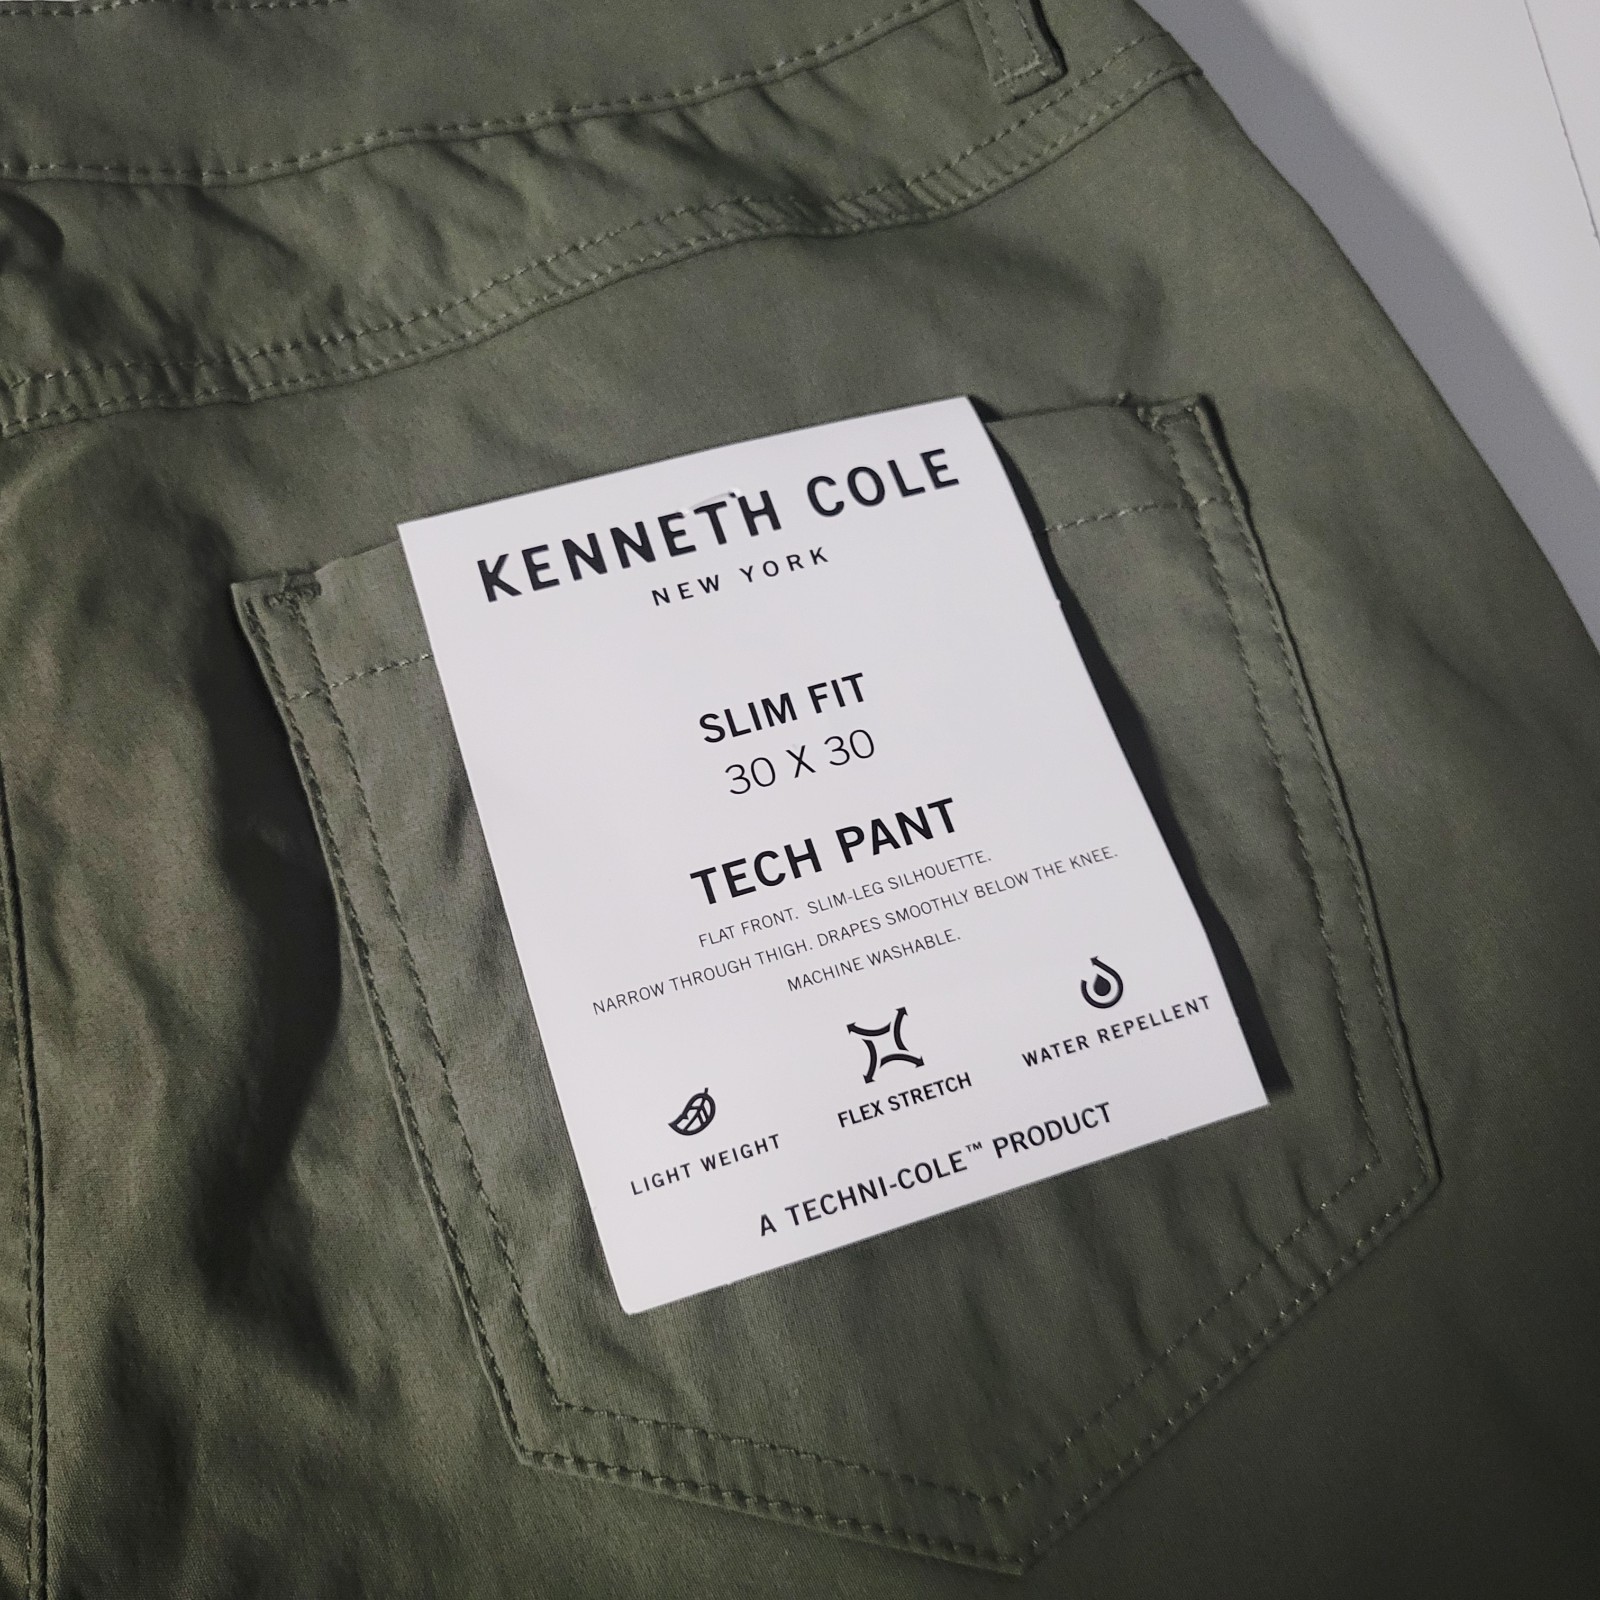 KENNETH COLE
NEW YORK
SLIM FIT
30 X 30
TECH PANT
FLAT FRONT. SLIM-LEG SILHOUETTE.
NARROW THROUGH THIGH. DRAPES SMOOTHLY BELOW THE KNEE.
MACHINE WASHABLE.
LIGHT WEIGHT
FLEX STRETCH
WATER REPELLENT
A TECHNI-COLE™ PRODUCT